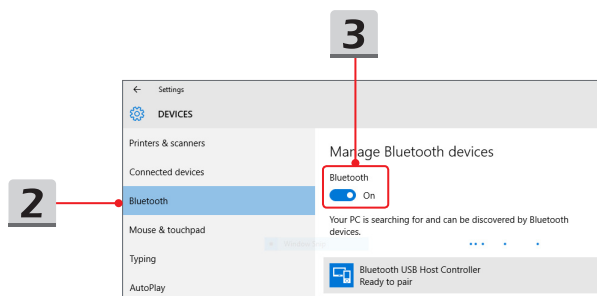 3
Settings
DEVICES
Printers & scanners
Manage Bluetooth devices
Connected devices
Bluetooth
2
Bluetooth
On
Your PC is searching for and can be discovered by Bluetooth
devices.
Mouse & touchpad
Typing
Bluetooth USB Host Controller
Ready to pair
AutoPlay